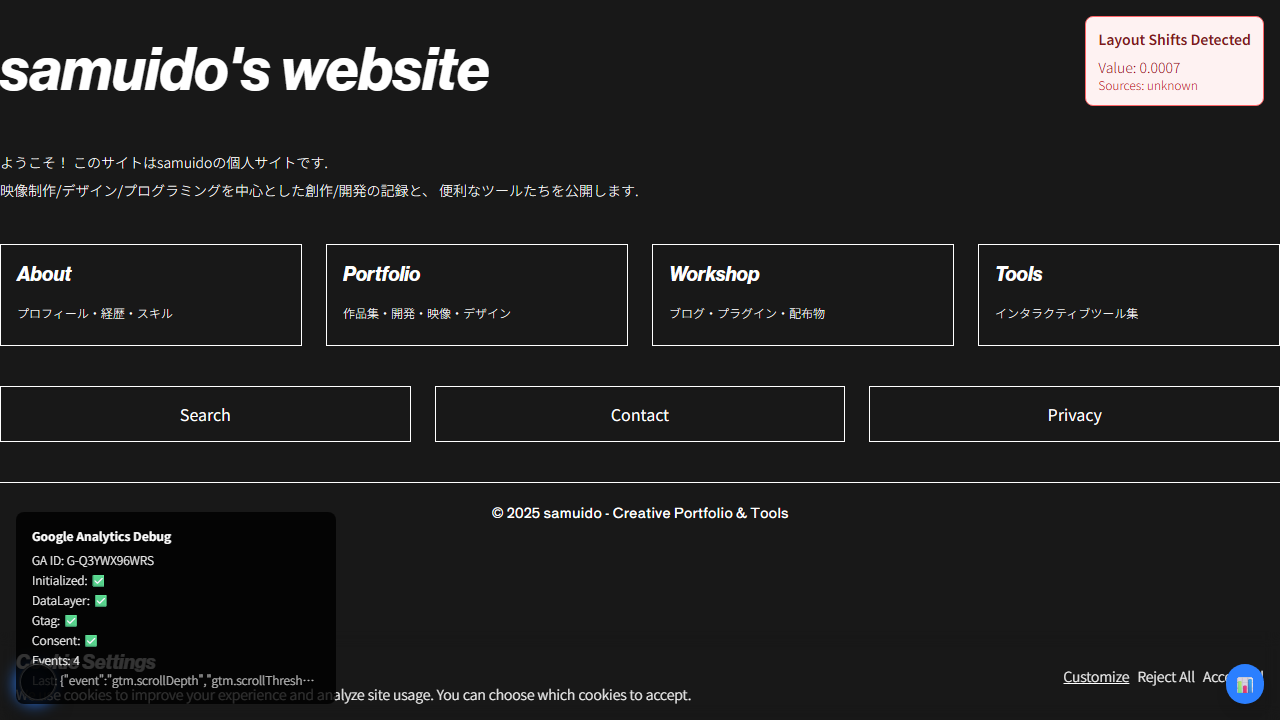 samuido's website
Layout Shifts Detected
Value: 0.0007
Sources: unknown
ようこそ！ このサイトはsamuidoの個人サイトです.
映像制作/デザイン/プログラミングを中心とした創作/開発の記録と、 便利なツールたちを公開します.
About
プロフィール・経歴・スキル
Portfolio
作品集・開発・映像・デザイン
Workshop
ブログ・プラグイン・配布物
Tools
インタラクティブツール集
Search
Contact
Privacy
© 2025 samuido - Creative Portfolio & Tools
Google Analytics Debug
GA ID: G-Q3YWX96WRS
Initialized: ✅
DataLayer: ✅
Gtag: ✅
Consent: ✅
Events: 4
Last: {"event":"gtm.scrollDepth","gtm.scrollThresh…
Settings
cookies to improve your experience and analyze site usage. You can choose which cookies to accept.
Customize
Reject All